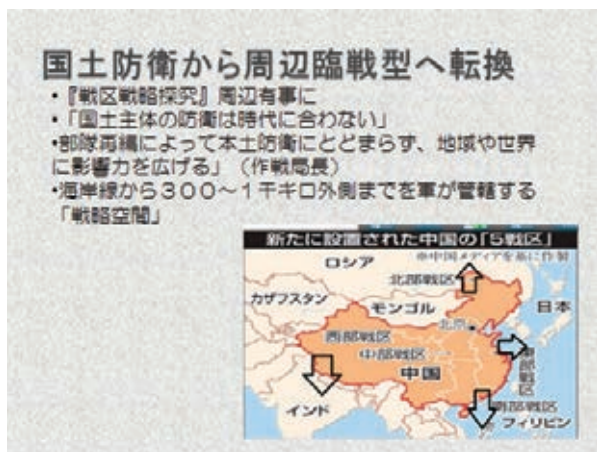 国土防衛から周辺臨戦型へ転換
・『戦区戦略探究』周辺有事に
・「国土主体の防衛は時代に合わない」
・部隊再編によって本土防衛にとどまらず、地域や世界
に影響力を広げる」（作戦局長）
・海岸線から３００～１千キロ外側までを軍が管轄する
「戦略空間」
新たに設置された中国の「5戦区」
※中国メディアを基に作製
ロシア
北部戦区
カザフスタン
モンゴル
日本
北京
西部戦区
中部戦区
中国
東部戦区
インド
南部戦区
フィリピン